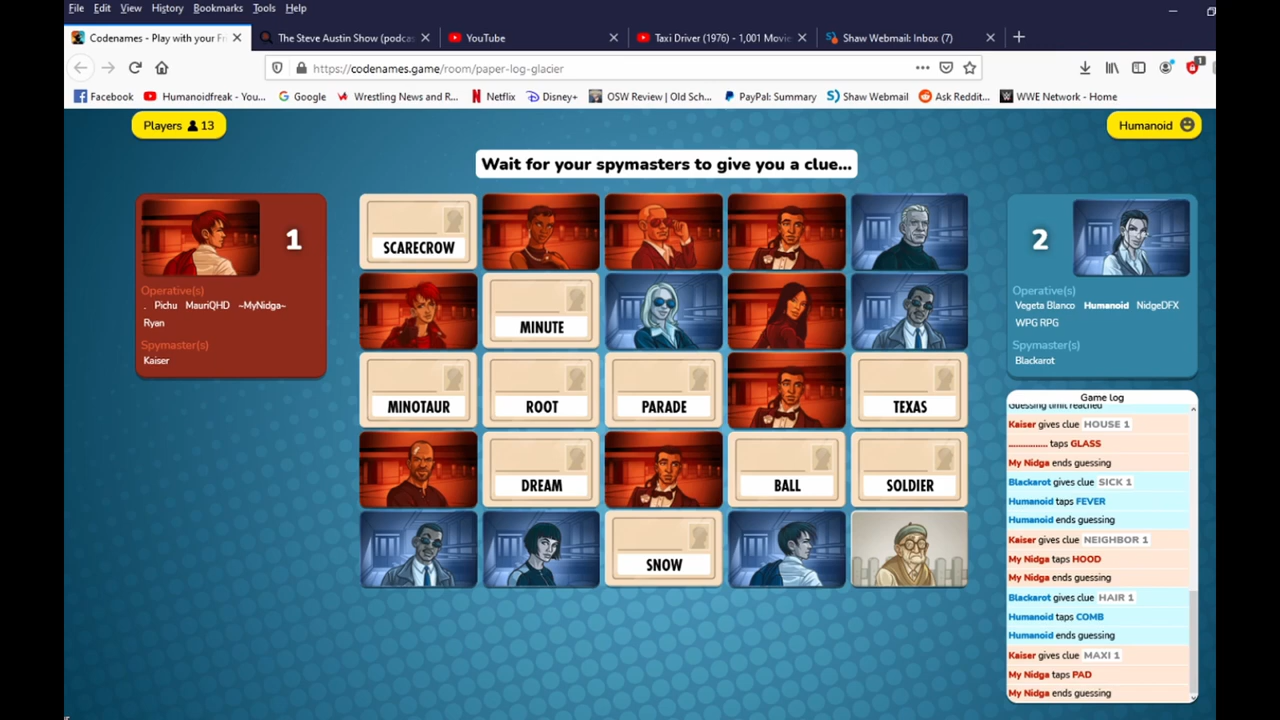 File Edit View History Bookmarks Tools Help
Codenames - Play with your Fr
The Steve Austin Show (podcas
YouTube
Taxi Driver (1976) - 1,001 Movie
Shaw Webmail: Inbox (7)
https://codenames.game/room/paper-log-glacier
1
Facebook Humanoidfreak - You... Google Wrestling News and R... Netflix Disney+ OSW Review | Old Sch... PayPal: Summary Shaw Webmail Ask Reddit... WWE Network - Home
Players 13
Humanoid
Wait for your spymasters to give you a clue...
1
Operative(s)
. Pichu MauriQHD ~MyNidga~
Ryan
Spymaster(s)
Kaiser
SCARECROW
MINUTE
MINOTAUR ROOT PARADE TEXAS
DREAM BALL SOLDIER
SNOW
2
Operative(s)
Vegeta Blanco Humanoid NidgeDFX
WPG RPG
Spymaster(s)
Blackarot
Game log
Guessing limit reached
Kaiser gives clue HOUSE 1
................ taps GLASS
My Nidga ends guessing
Blackarot gives clue SICK 1
Humanoid taps FEVER
Humanoid ends guessing
Kaiser gives clue NEIGHBOR 1
My Nidga taps HOOD
My Nidga ends guessing
Blackarot gives clue HAIR 1
Humanoid taps COMB
Humanoid ends guessing
Kaiser gives clue MAXI 1
My Nidga taps PAD
My Nidga ends guessing